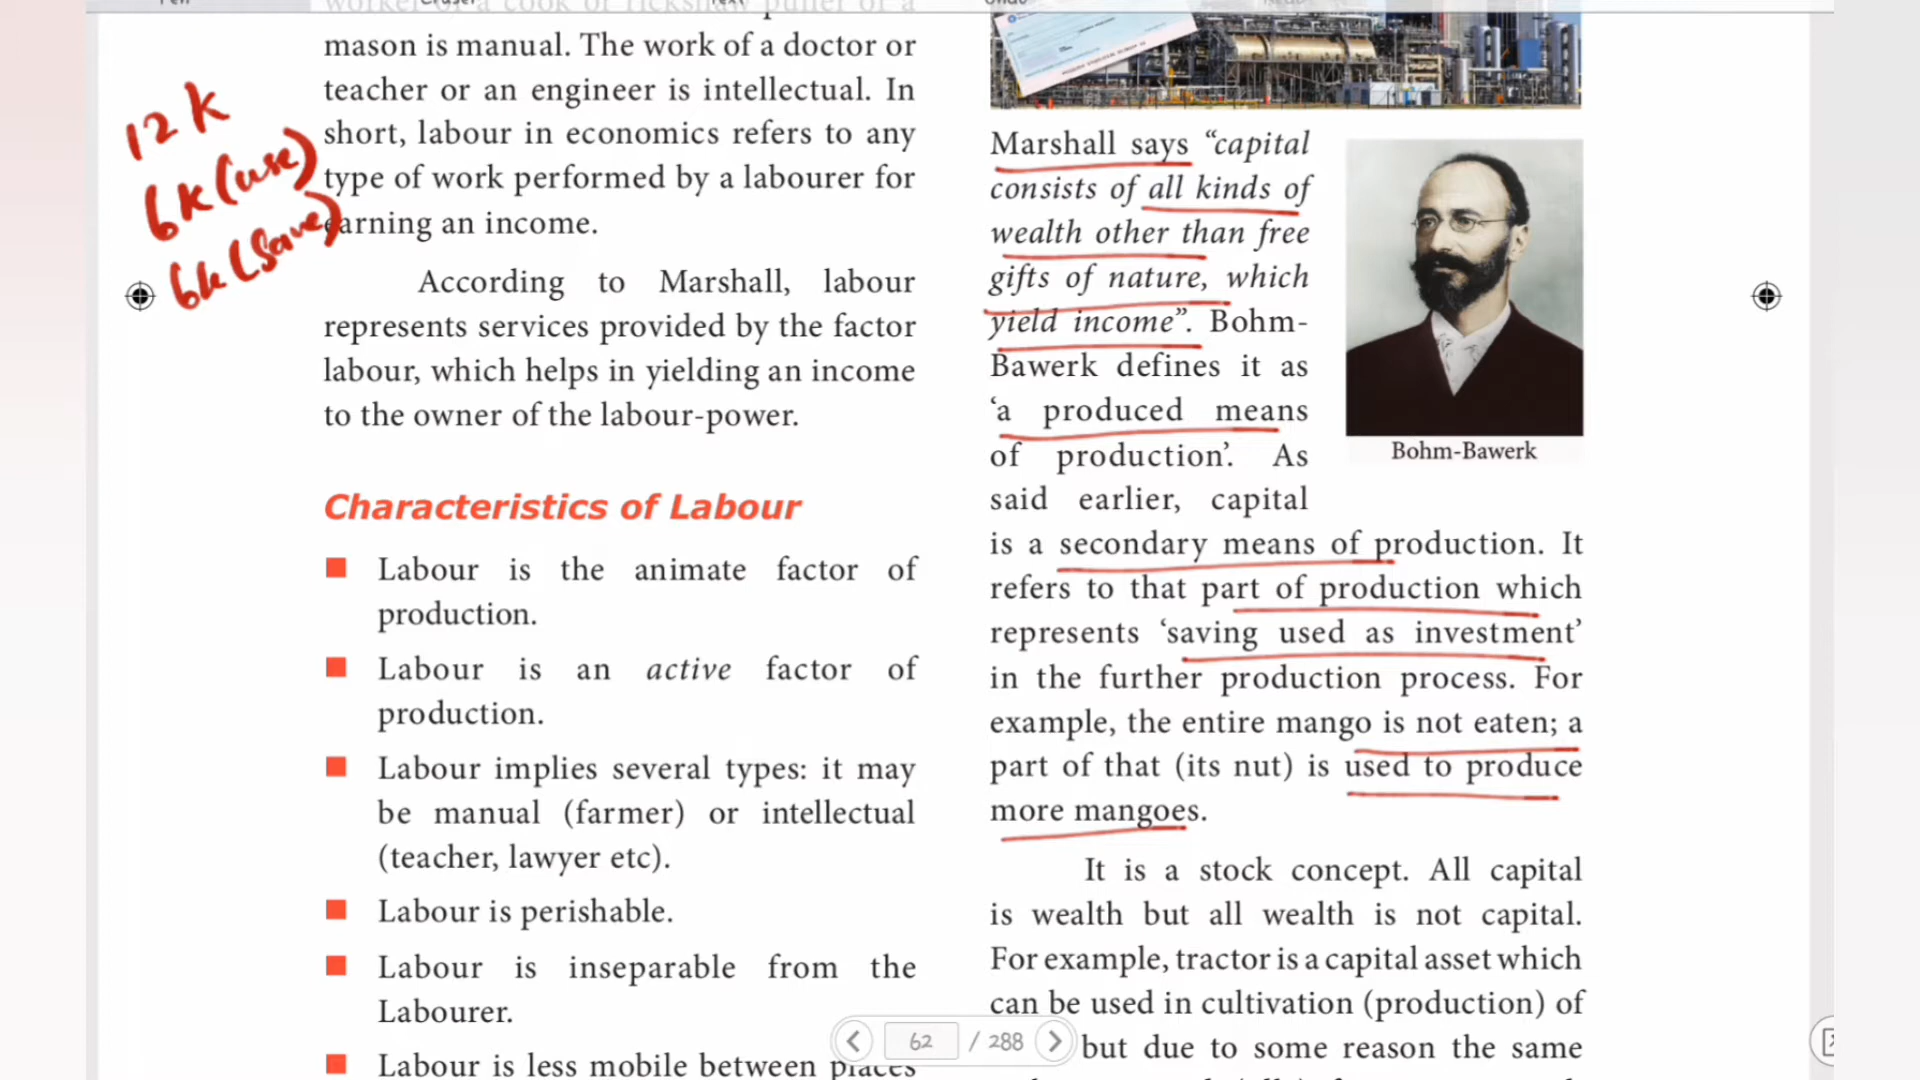 12k
6k(use)
6k(save)
mason is manual. The work of a doctor or
teacher or an engineer is intellectual. In
short, labour in economics refers to any
type of work performed by a labourer for
earning an income.
According to Marshall, labour
represents services provided by the factor
labour, which helps in yielding an income
to the owner of the labour-power.
Characteristics of Labour
Labour is the animate factor of
production.
Labour is an active factor of
production.
Labour implies several types: it may
be manual (farmer) or intellectual
(teacher, lawyer etc).
Labour is perishable.
Labour is inseparable from the
Labourer.
Labour is less mobile between places
Marshall says “capital
consists of all kinds of
wealth other than free
gifts of nature, which
yield income”. Bohm-
Bawerk defines it as
‘a produced means
of production’. As
said earlier, capital
Bohm-Bawerk
is a secondary means of production. It
refers to that part of production which
represents ‘saving used as investment’
in the further production process. For
example, the entire mango is not eaten; a
part of that (its nut) is used to produce
more mangoes.
It is a stock concept. All capital
is wealth but all wealth is not capital.
For example, tractor is a capital asset which
can be used in cultivation (production) of
but due to some reason the same
62 / 288